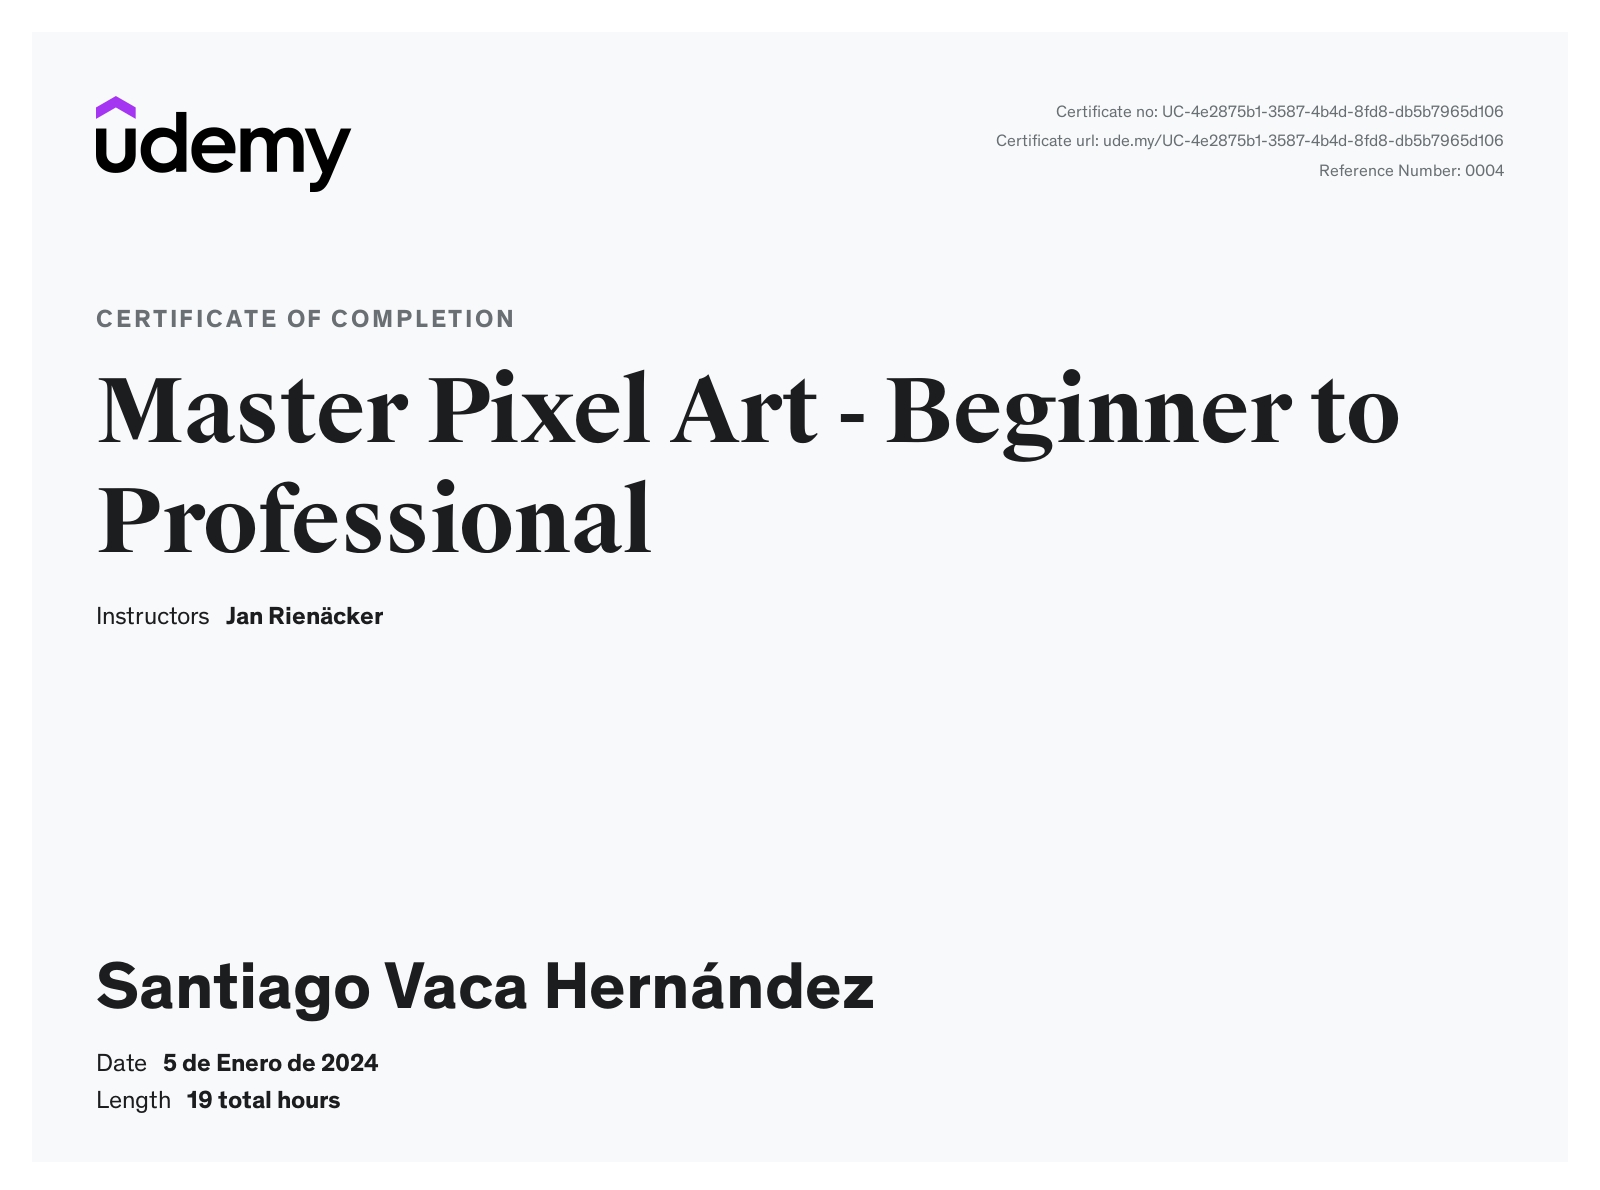 udemy
Certificate no: UC-4e2875b1-3587-4b4d-8fd8-db5b7965d106
Certificate url: ude.my/UC-4e2875b1-3587-4b4d-8fd8-db5b7965d106
Reference Number: 0004
CERTIFICATE OF COMPLETION
Master Pixel Art - Beginner to
Professional
Instructors Jan Rienäcker
Santiago Vaca Hernández
Date 5 de Enero de 2024
Length 19 total hours